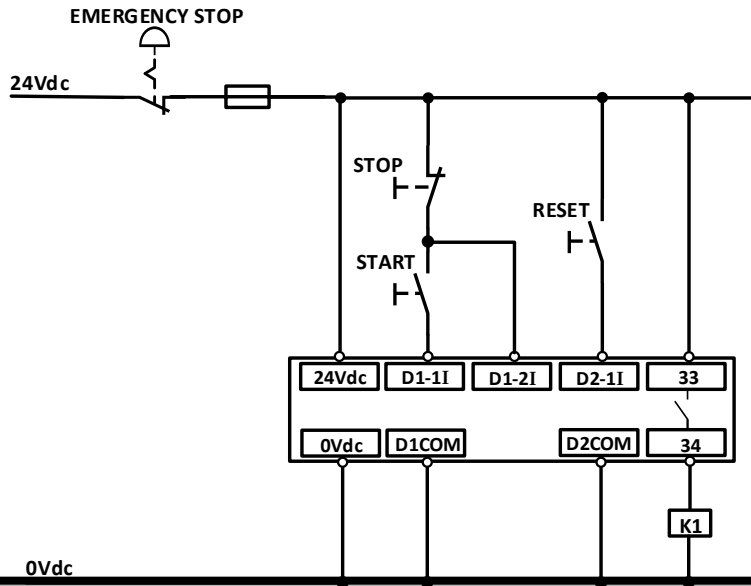 EMERGENCY STOP
24Vdc
STOP
RESET
START
24Vdc D1-1I D1-2I D2-1I 33
0Vdc D1COM D2COM 34
K1
0Vdc